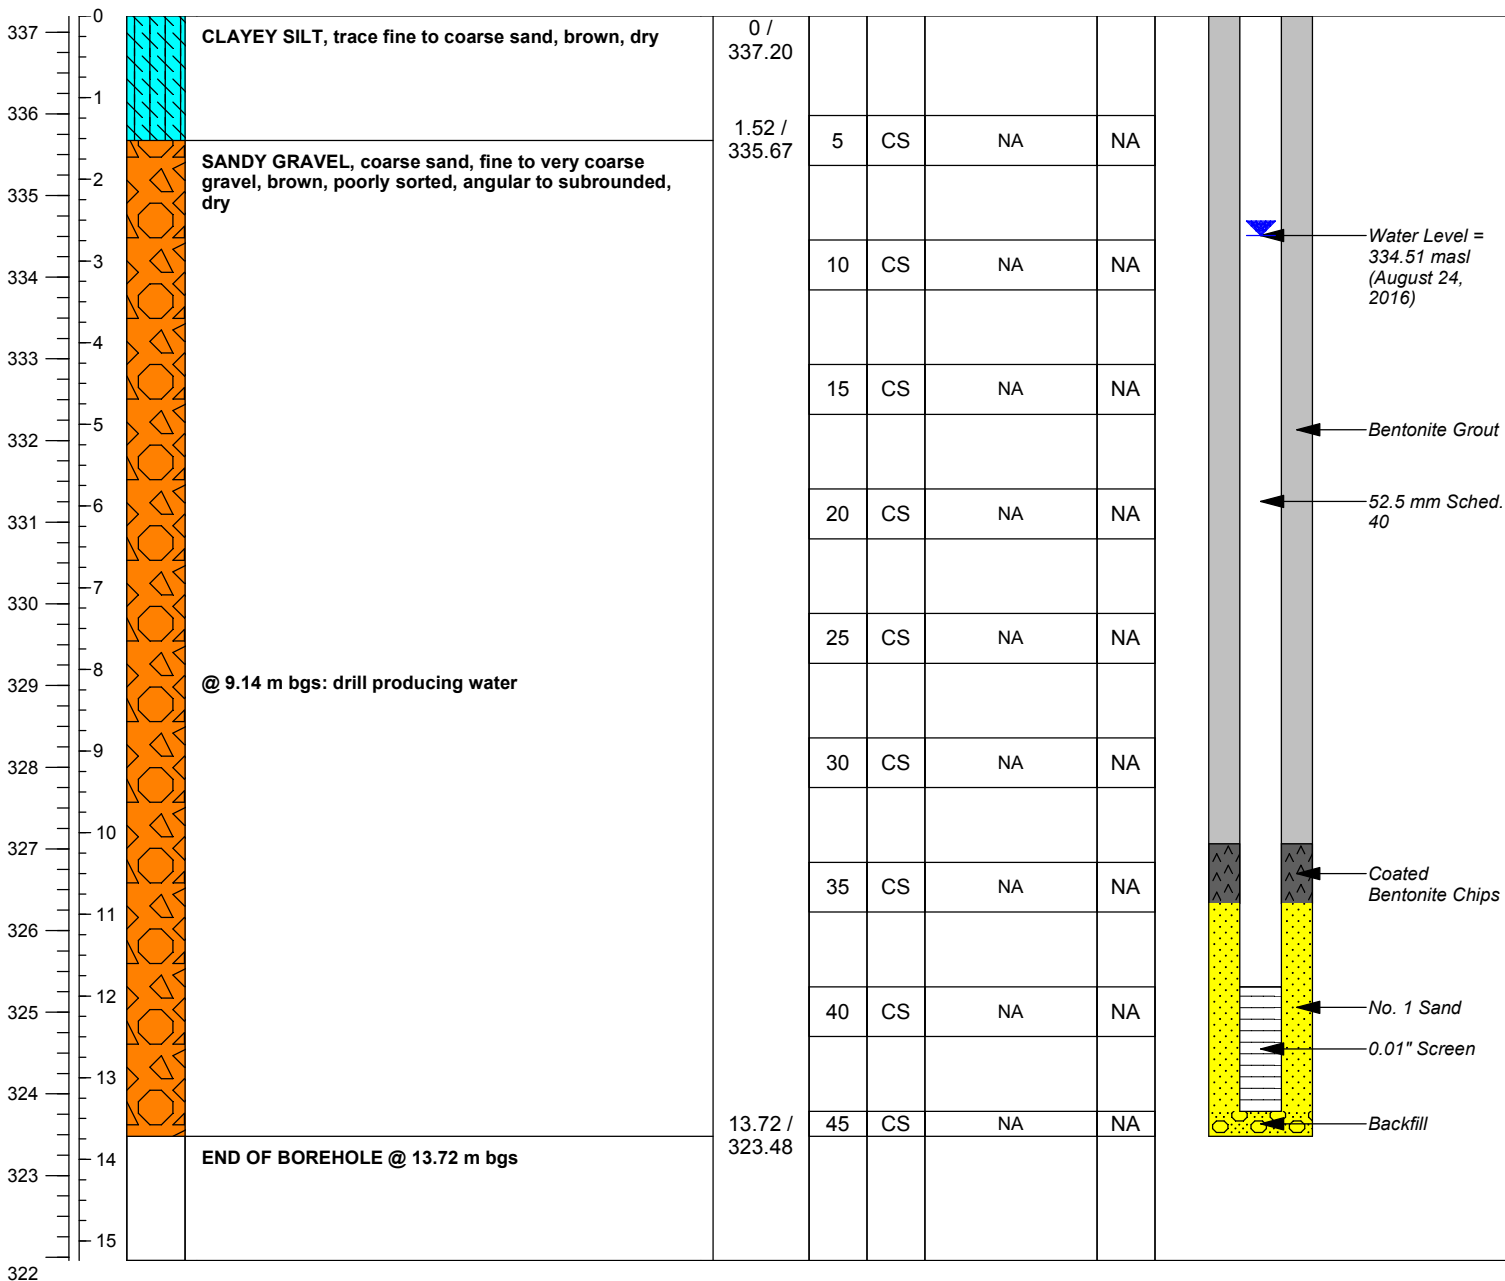 337
336
335
334
333
332
331
330
329
328
327
326
325
324
323
322
0
1
2
3
4
5
6
7
8
9
10
11
12
13
14
15
CLAYEY SILT, trace fine to coarse sand, brown, dry
SANDY GRAVEL, coarse sand, fine to very coarse
gravel, brown, poorly sorted, angular to subrounded,
dry
@ 9.14 m bgs: drill producing water
END OF BOREHOLE @ 13.72 m bgs
0 /
337.20
1.52 /
335.67
13.72 /
323.48
5 CS NA NA
10 CS NA NA
15 CS NA NA
20 CS NA NA
25 CS NA NA
30 CS NA NA
35 CS NA NA
40 CS NA NA
45 CS NA NA
Water Level =
334.51 masl
(August 24,
2016)
Bentonite Grout
52.5 mm Sched.
40
Coated
Bentonite Chips
No. 1 Sand
0.01" Screen
Backfill